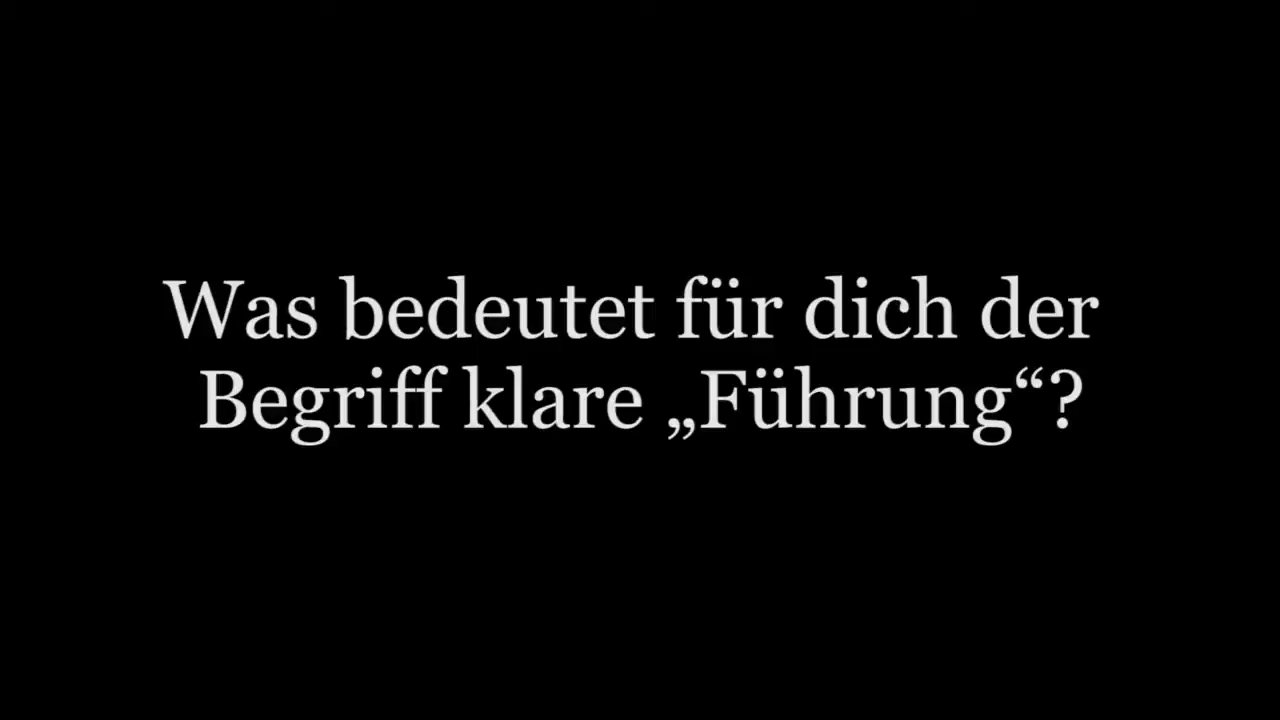 Was bedeutet für dich der
Begriff klare „Führung“?